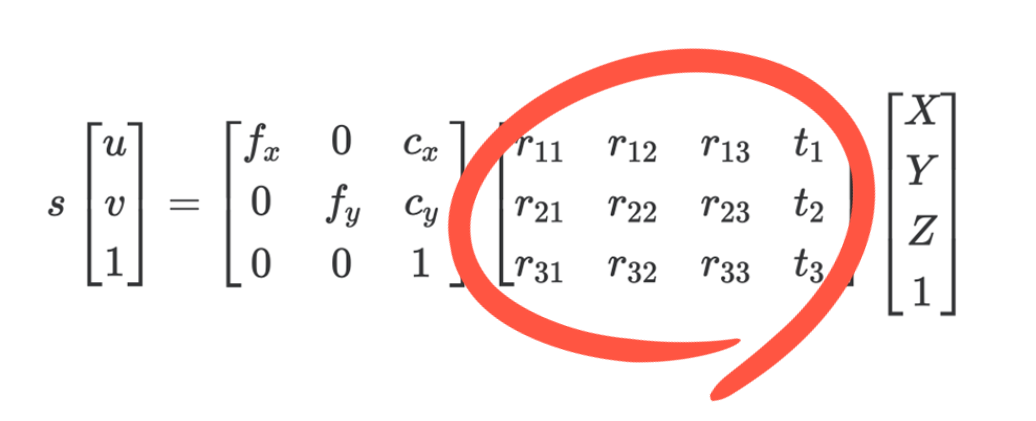 s [u v 1] = [f_x 0 c_x; 0 f_y c_y; 0 0 1] [r_11 r_12 r_13 t_1; r_21 r_22 r_23 t_2; r_31 r_32 r_33 t_3] [X Y Z 1]